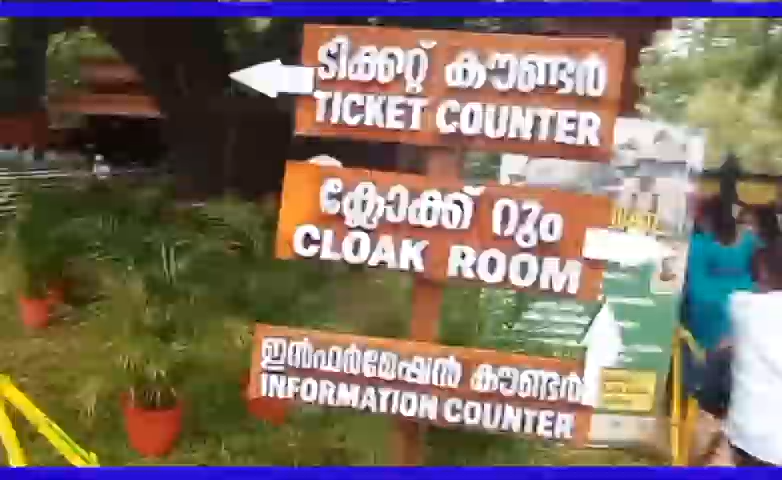 ടിക്കറ്റ് കൗണ്ടർ
TICKET COUNTER
ക്ലോക്ക് റൂം
CLOAK ROOM
ഇൻഫർമേഷൻ കൗണ്ടർ
INFORMATION COUNTER